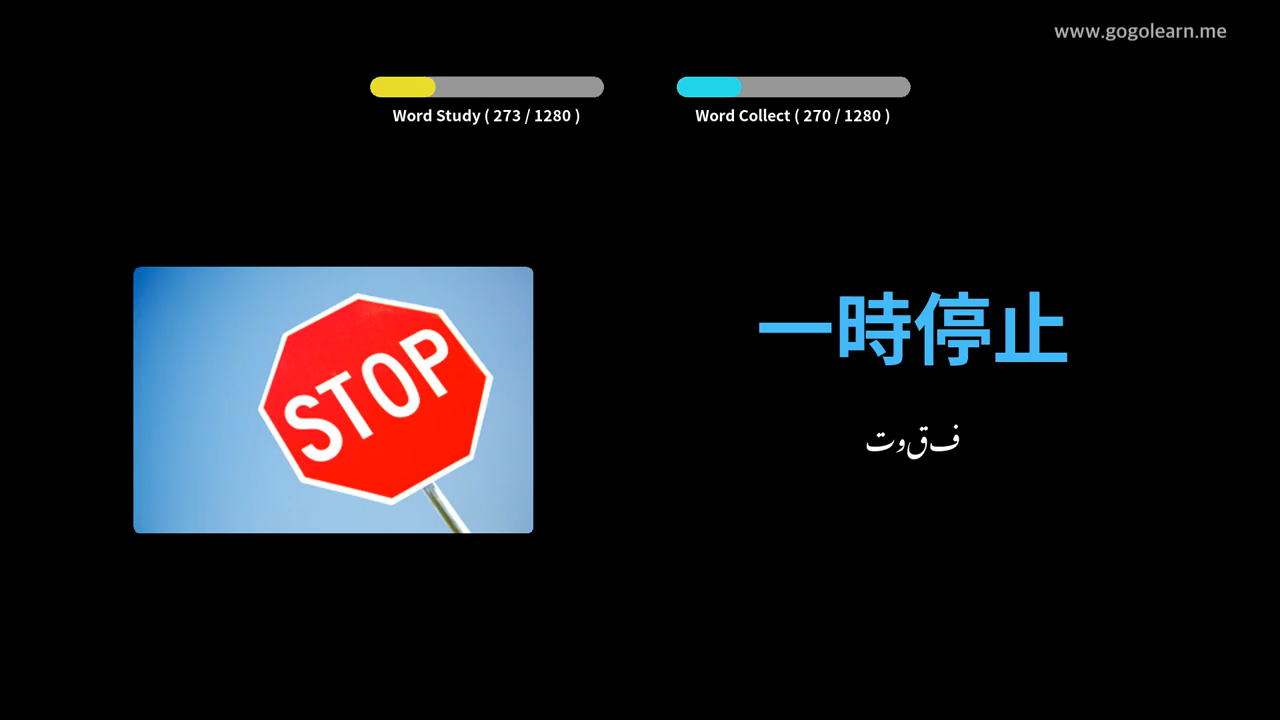 www.gogolearn.me
Word Study ( 273 / 1280 )
Word Collect ( 270 / 1280 )
STOP
一時停止
فقوت